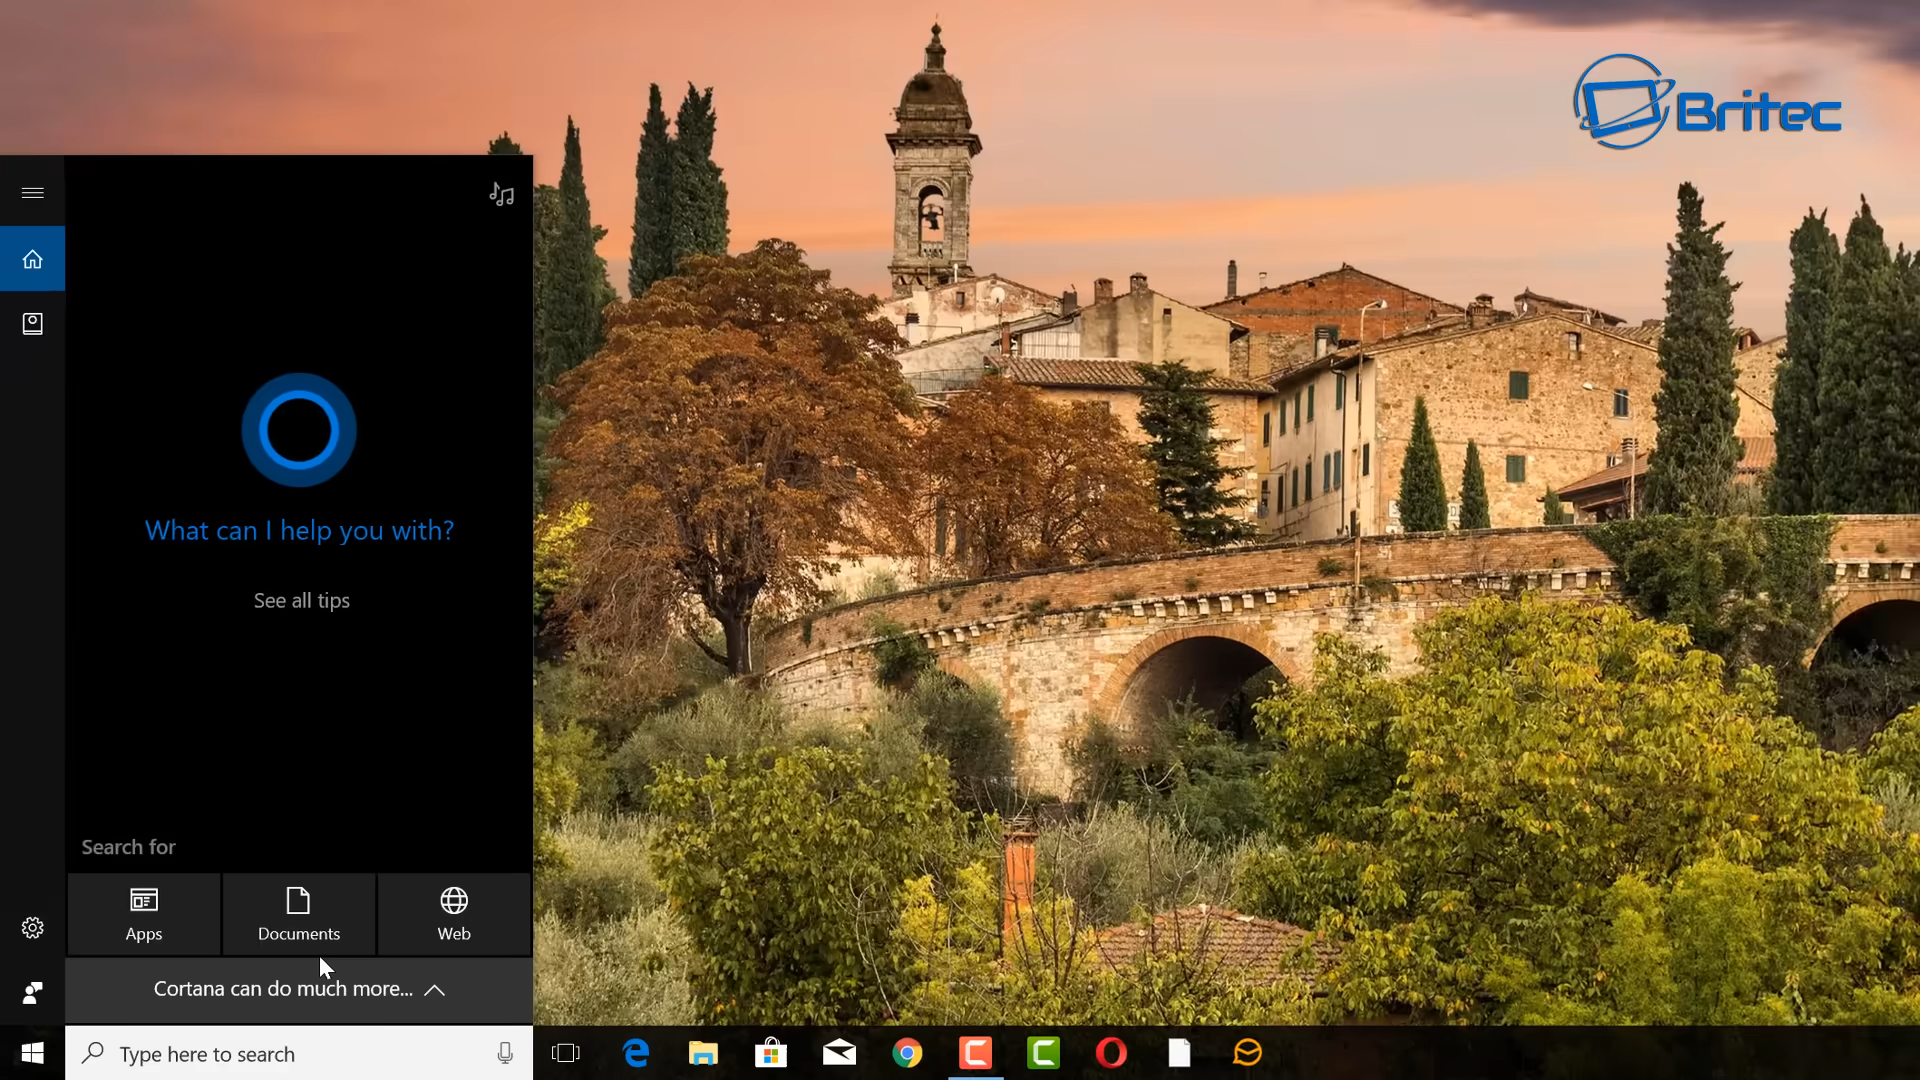 Britec
What can I help you with?
See all tips
Search for
Apps
Documents
Web
Cortana can do much more...
Type here to search